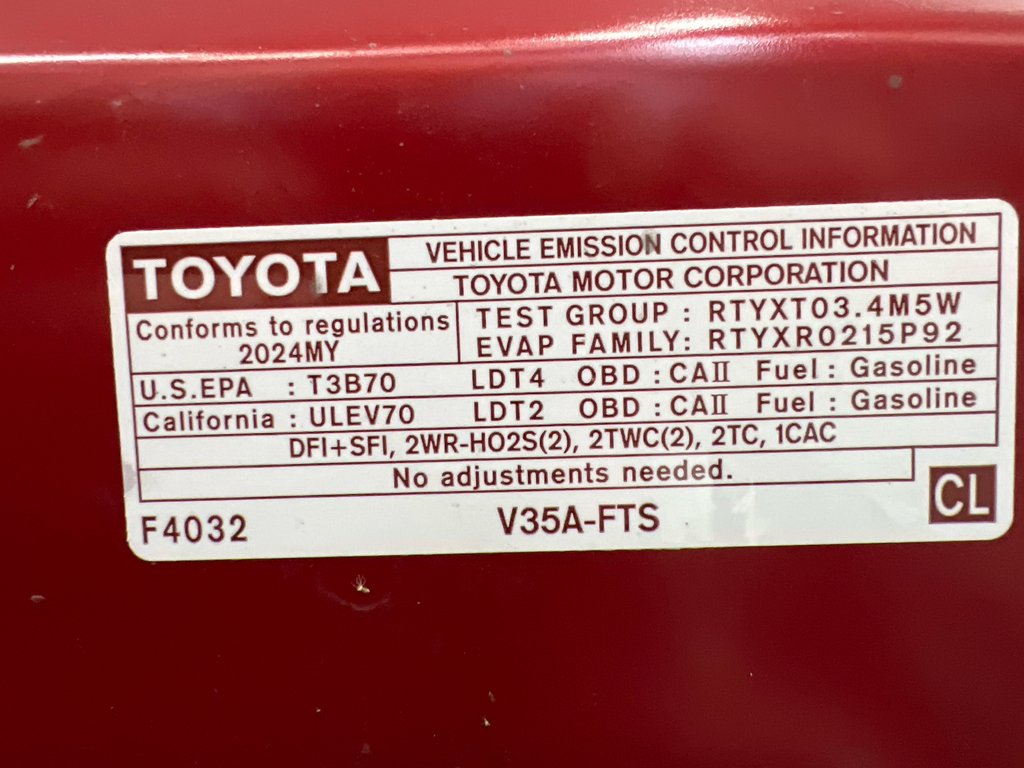 TOYOTA
VEHICLE EMISSION CONTROL INFORMATION
TOYOTA MOTOR CORPORATION
Conforms to regulations
2024MY
TEST GROUP : RTYXT03.4M5W
EVAP FAMILY: RTYXR0215P92
U.S.EPA : T3B70 LDT4 OBD : CAⅡ Fuel : Gasoline
California : ULEV70 LDT2 OBD : CAⅡ Fuel : Gasoline
DFI+SFI, 2WR-HO2S(2), 2TWC(2), 2TC, 1CAC
No adjustments needed.
F4032 V35A-FTS CL